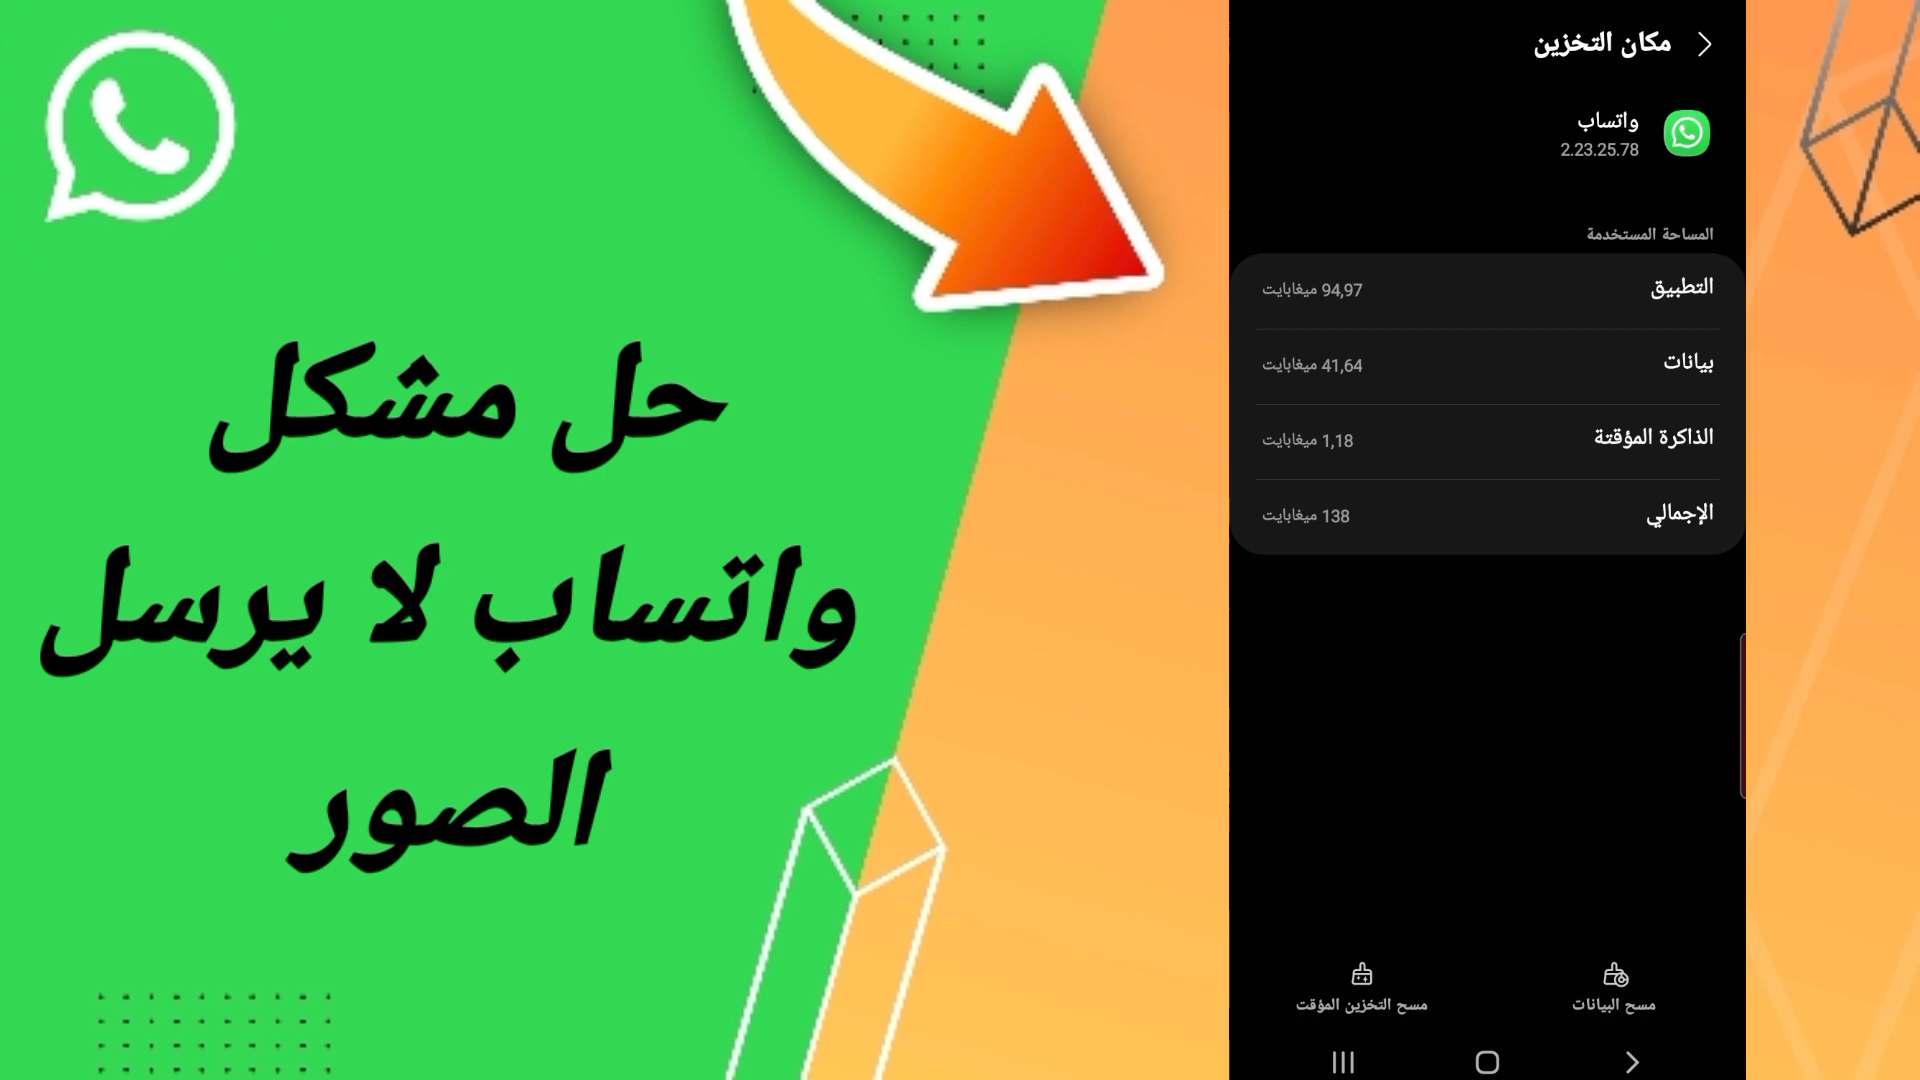 حل مشكل
واتساب لا يرسل
الصور
مكان التخزين
واتساب
2.23.25.78
المساحة المستخدمة
التطبيق
94,97 ميغابايت
بيانات
41,64 ميغابايت
الذاكرة المؤقتة
1,18 ميغابايت
الإجمالي
138 ميغابايت
مسح البيانات
مسح التخزين المؤقت